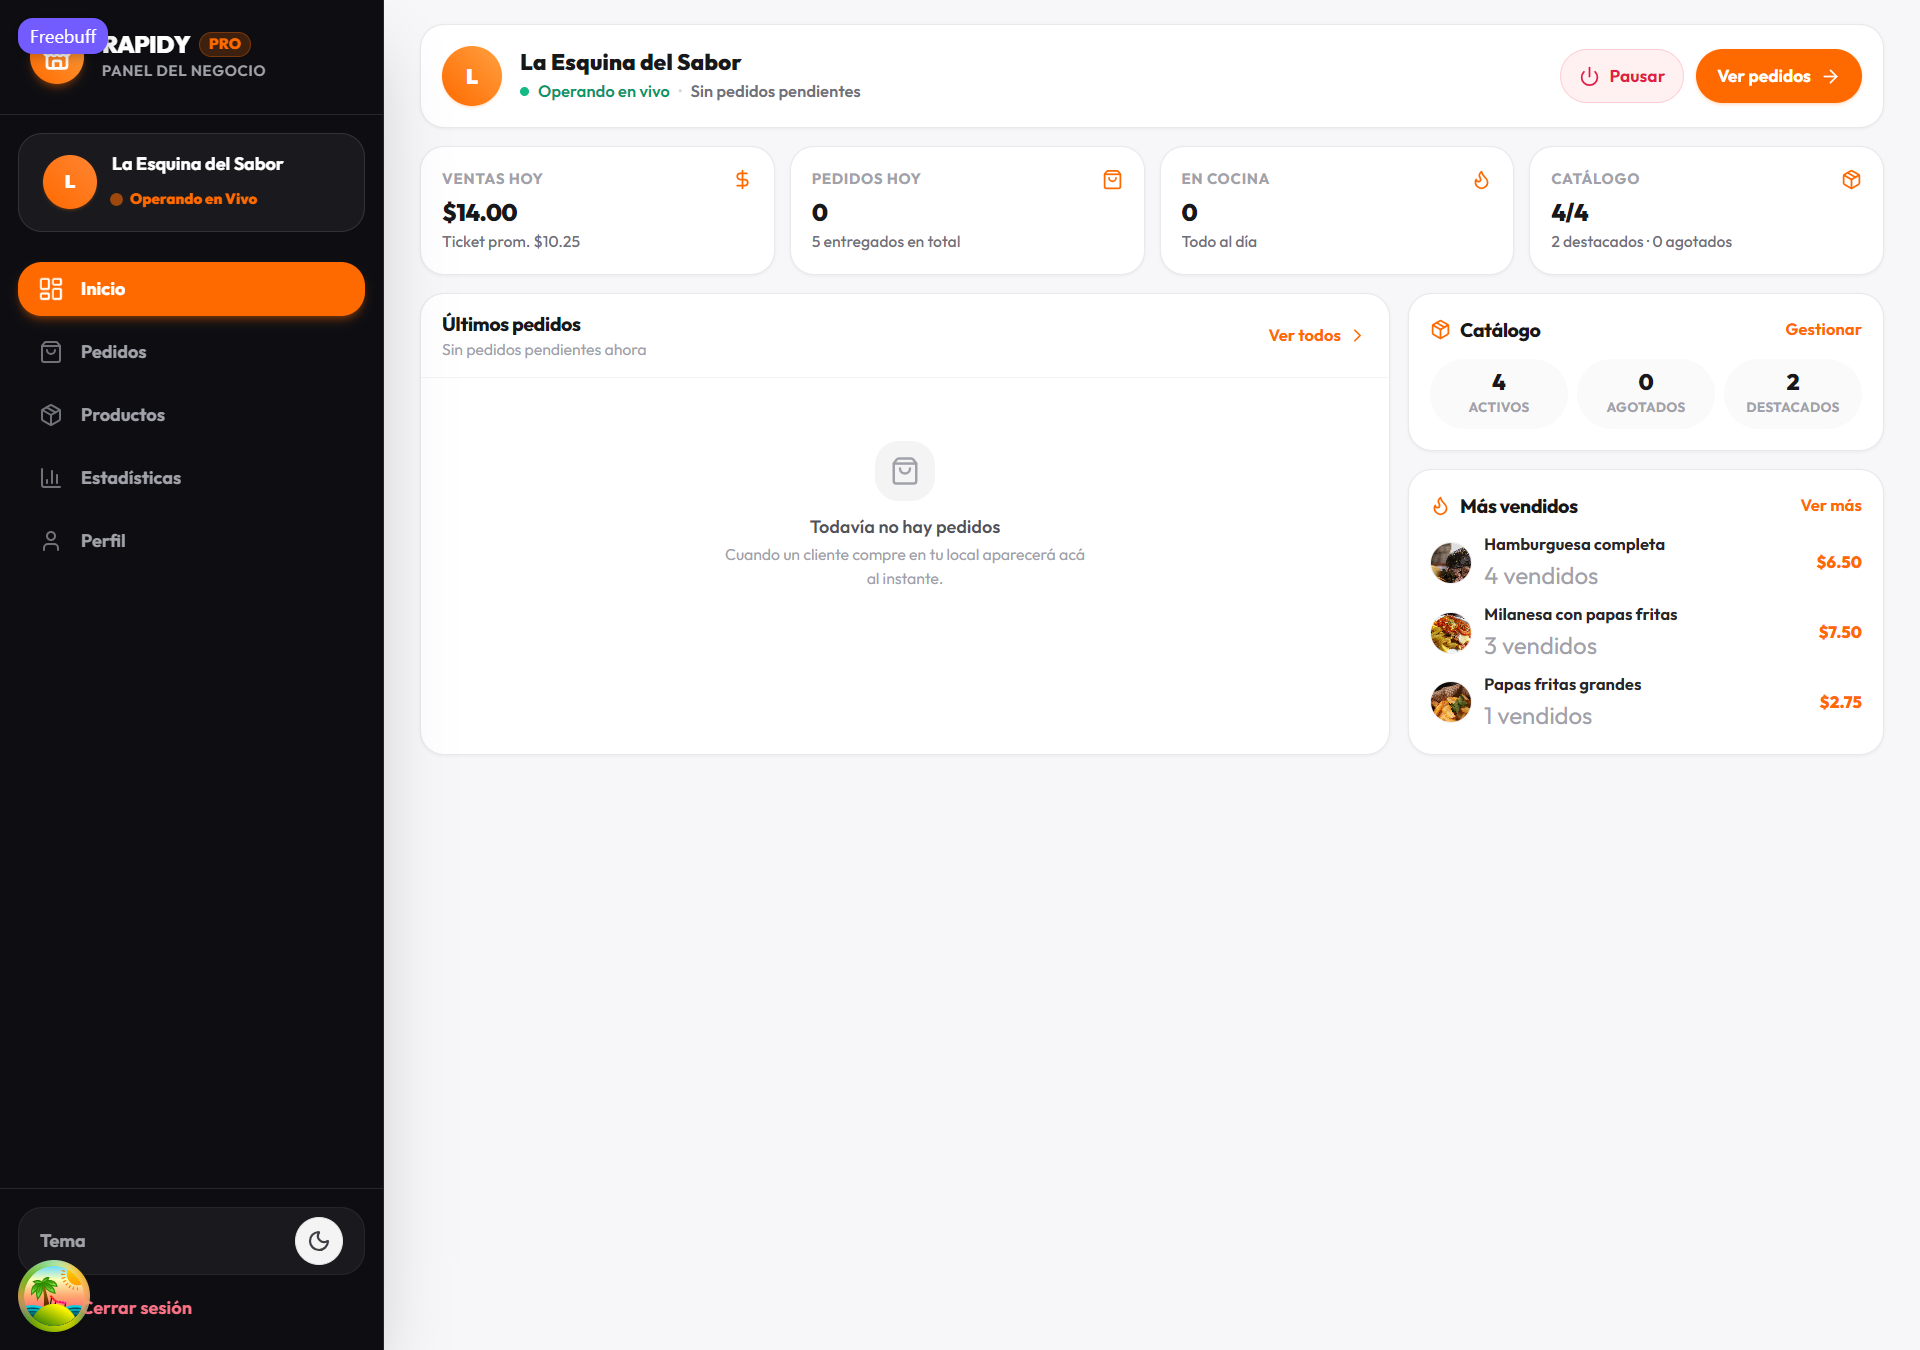 Freebuff
RAPIDY PRO
PANEL DEL NEGOCIO
L
La Esquina del Sabor
Operando en Vivo
Inicio
Pedidos
Productos
Estadísticas
Perfil
Tema
Cerrar sesión
L
La Esquina del Sabor
Operando en vivo · Sin pedidos pendientes
Pausar
Ver pedidos
VENTAS HOY
$14.00
Ticket prom. $10.25
PEDIDOS HOY
0
5 entregados en total
EN COCINA
0
Todo al día
CATÁLOGO
4/4
2 destacados · 0 agotados
Últimos pedidos
Sin pedidos pendientes ahora
Ver todos
Todavía no hay pedidos
Cuando un cliente compre en tu local aparecerá acá
al instante.
Catálogo
Gestionar
4
ACTIVOS
0
AGOTADOS
2
DESTACADOS
Más vendidos
Ver más
Hamburguesa completa
4 vendidos
$6.50
Milanesa con papas fritas
3 vendidos
$7.50
Papas fritas grandes
1 vendidos
$2.75